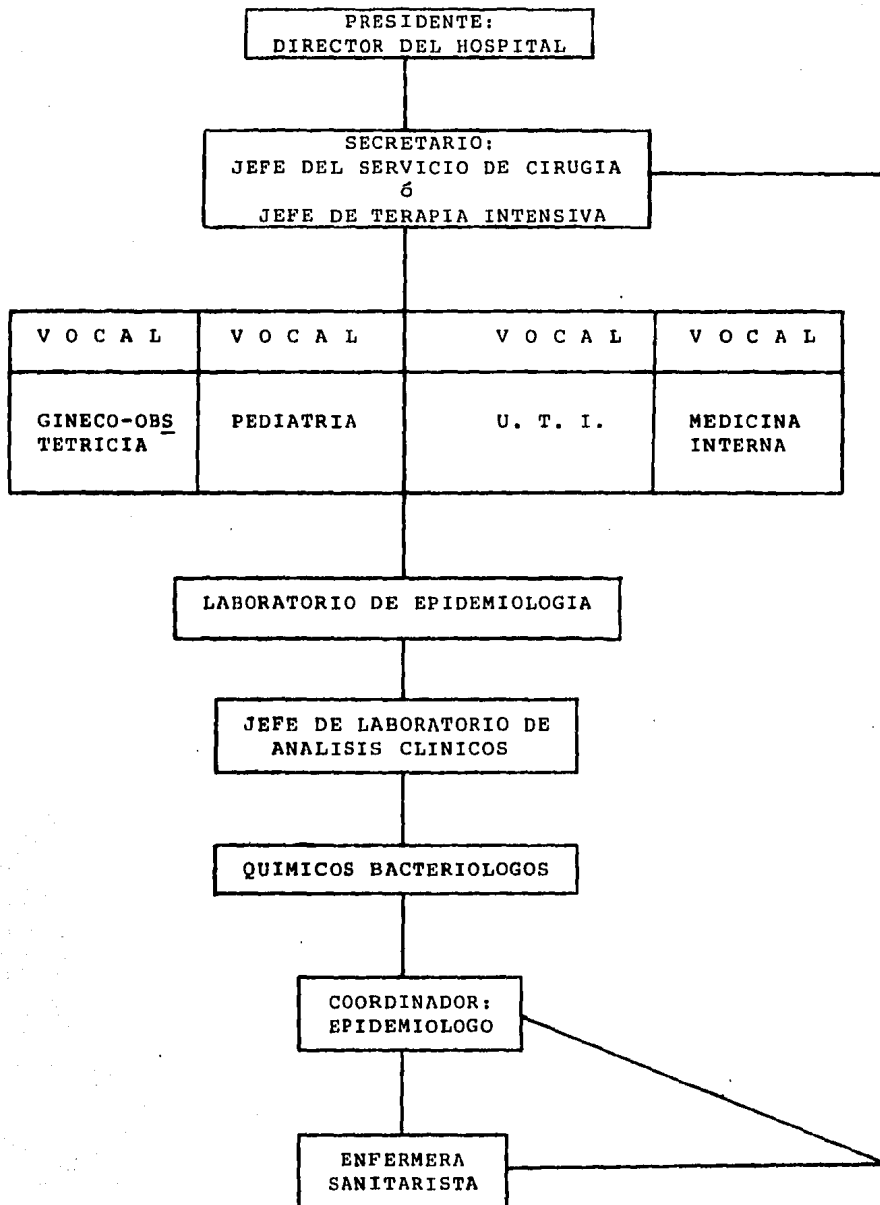 PRESIDENTE:
DIRECTOR DEL HOSPITAL
SECRETARIO:
JEFE DEL SERVICIO DE CIRUGIA
ó
JEFE DE TERAPIA INTENSIVA
V O C A L V O C A L V O C A L V O C A L
GINECO-OBS PEDIATRIA U. T. I. MEDICINA
TETRICIA INTERNA
LABORATORIO DE EPIDEMIOLOGIA
JEFE DE LABORATORIO DE
ANALISIS CLINICOS
QUIMICOS BACTERIOLOGOS
COORDINADOR:
EPIDEMIOLOGO
ENFERMERA
SANITARISTA